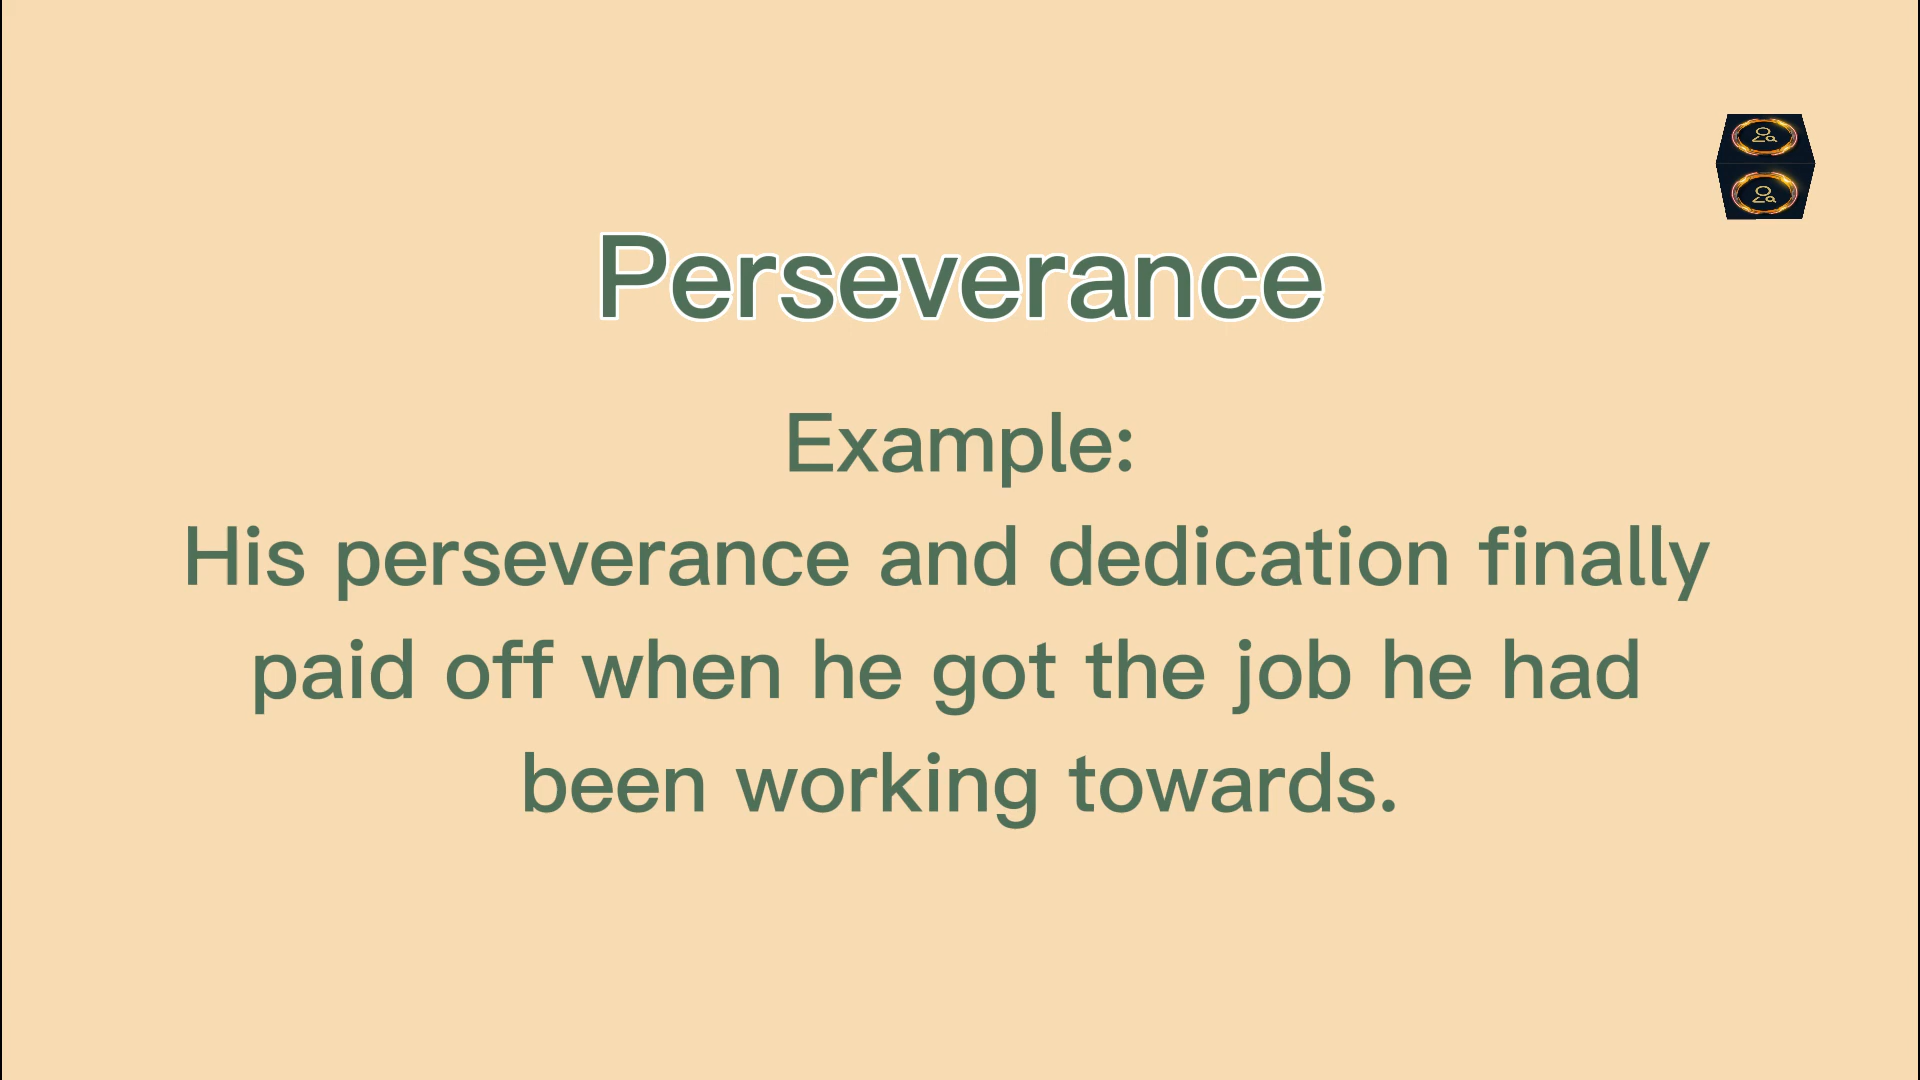 Perseverance
Example:
His perseverance and dedication finally
paid off when he got the job he had
been working towards.